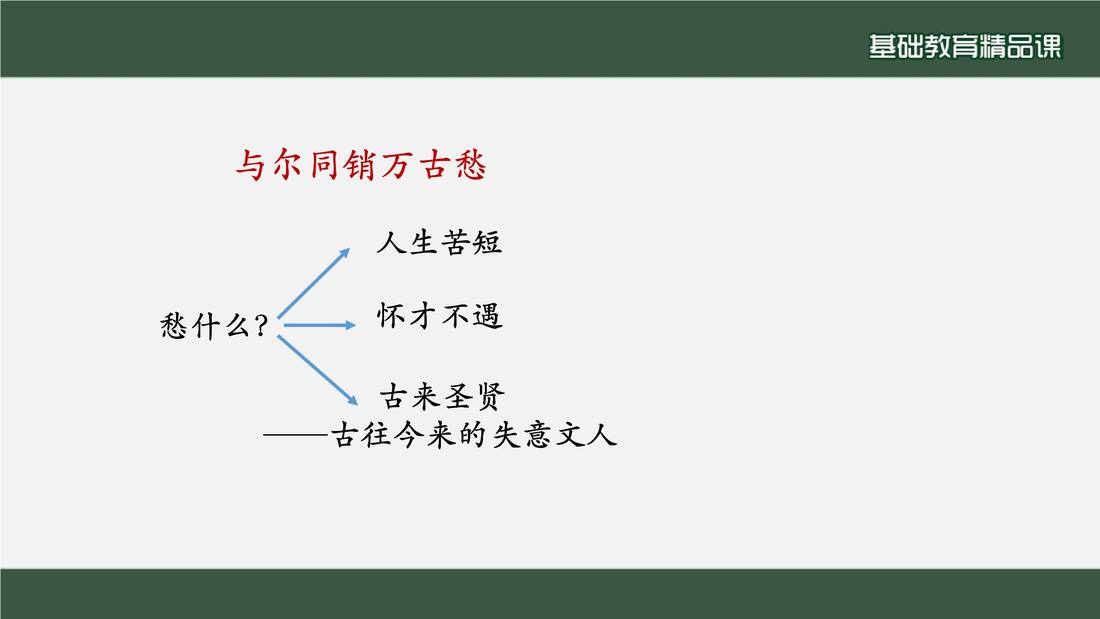 基础教育精品课
与尔同销万古愁
人生苦短
怀才不遇
愁什么?
古来圣贤
——古往今来的失意文人